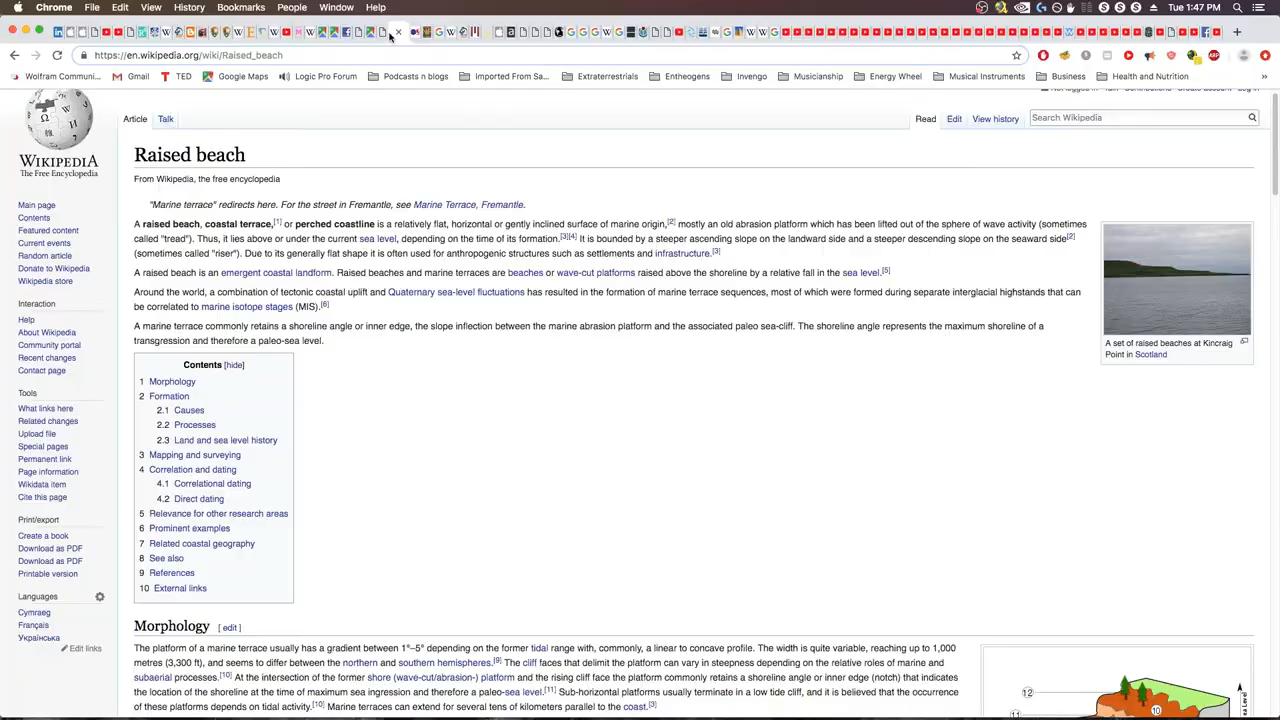 Chrome File Edit View History Bookmarks People Window Help
Tue 1:47 PM
https://en.wikipedia.org/wiki/Raised_beach
Wolfram Communi... Gmail TED Google Maps Logic Pro Forum Podcasts n blogs Imported From Sa... Extraterrestrials Entheogens Invengo Musicianship Energy Wheel Musical Instruments Business Health and Nutrition »
Not logged in Talk Contributions Create account Log in
Article Talk Read Edit View history Search Wikipedia
WIKIPEDIA
The Free Encyclopedia
Main page
Contents
Featured content
Current events
Random article
Donate to Wikipedia
Wikipedia store
Interaction
Help
About Wikipedia
Community portal
Recent changes
Contact page
Tools
What links here
Related changes
Upload file
Special pages
Permanent link
Page information
Wikidata item
Cite this page
Print/export
Create a book
Download as PDF
Download as PDF
Printable version
Languages
Cymraeg
Français
Українська
Edit links
Raised beach
From Wikipedia, the free encyclopedia
"Marine terrace" redirects here. For the street in Fremantle, see Marine Terrace, Fremantle.
A raised beach, coastal terrace,[1] or perched coastline is a relatively flat, horizontal or gently inclined surface of marine origin,[2] mostly an old abrasion platform which has been lifted out of the sphere of wave activity (sometimes
called "tread"). Thus, it lies above or under the current sea level, depending on the time of its formation.[3][4] It is bounded by a steeper ascending slope on the landward side and a steeper descending slope on the seaward side[2]
(sometimes called "riser"). Due to its generally flat shape it is often used for anthropogenic structures such as settlements and infrastructure.[3]
A raised beach is an emergent coastal landform. Raised beaches and marine terraces are beaches or wave-cut platforms raised above the shoreline by a relative fall in the sea level.[5]
Around the world, a combination of tectonic coastal uplift and Quaternary sea-level fluctuations has resulted in the formation of marine terrace sequences, most of which were formed during separate interglacial highstands that can
be correlated to marine isotope stages (MIS).[6]
A marine terrace commonly retains a shoreline angle or inner edge, the slope inflection between the marine abrasion platform and the associated paleo sea-cliff. The shoreline angle represents the maximum shoreline of a
transgression and therefore a paleo-sea level.
A set of raised beaches at Kincraig
Point in Scotland
Contents [hide]
1 Morphology
2 Formation
2.1 Causes
2.2 Processes
2.3 Land and sea level history
3 Mapping and surveying
4 Correlation and dating
4.1 Correlational dating
4.2 Direct dating
5 Relevance for other research areas
6 Prominent examples
7 Related coastal geography
8 See also
9 References
10 External links
Morphology [ edit ]
The platform of a marine terrace usually has a gradient between 1°–5° depending on the former tidal range with, commonly, a linear to concave profile. The width is quite variable, reaching up to 1,000
metres (3,300 ft), and seems to differ between the northern and southern hemispheres.[9] The cliff faces that delimit the platform can vary in steepness depending on the relative roles of marine and
subaerial processes.[10] At the intersection of the former shore (wave-cut/abrasion-) platform and the rising cliff face the platform commonly retains a shoreline angle or inner edge (notch) that indicates
the location of the shoreline at the time of maximum sea ingression and therefore a paleo-sea level.[11] Sub-horizontal platforms usually terminate in a low tide cliff, and it is believed that the occurrence
of these platforms depends on tidal activity.[10] Marine terraces can extend for several tens of kilometers parallel to the coast.[3]
12
11
10